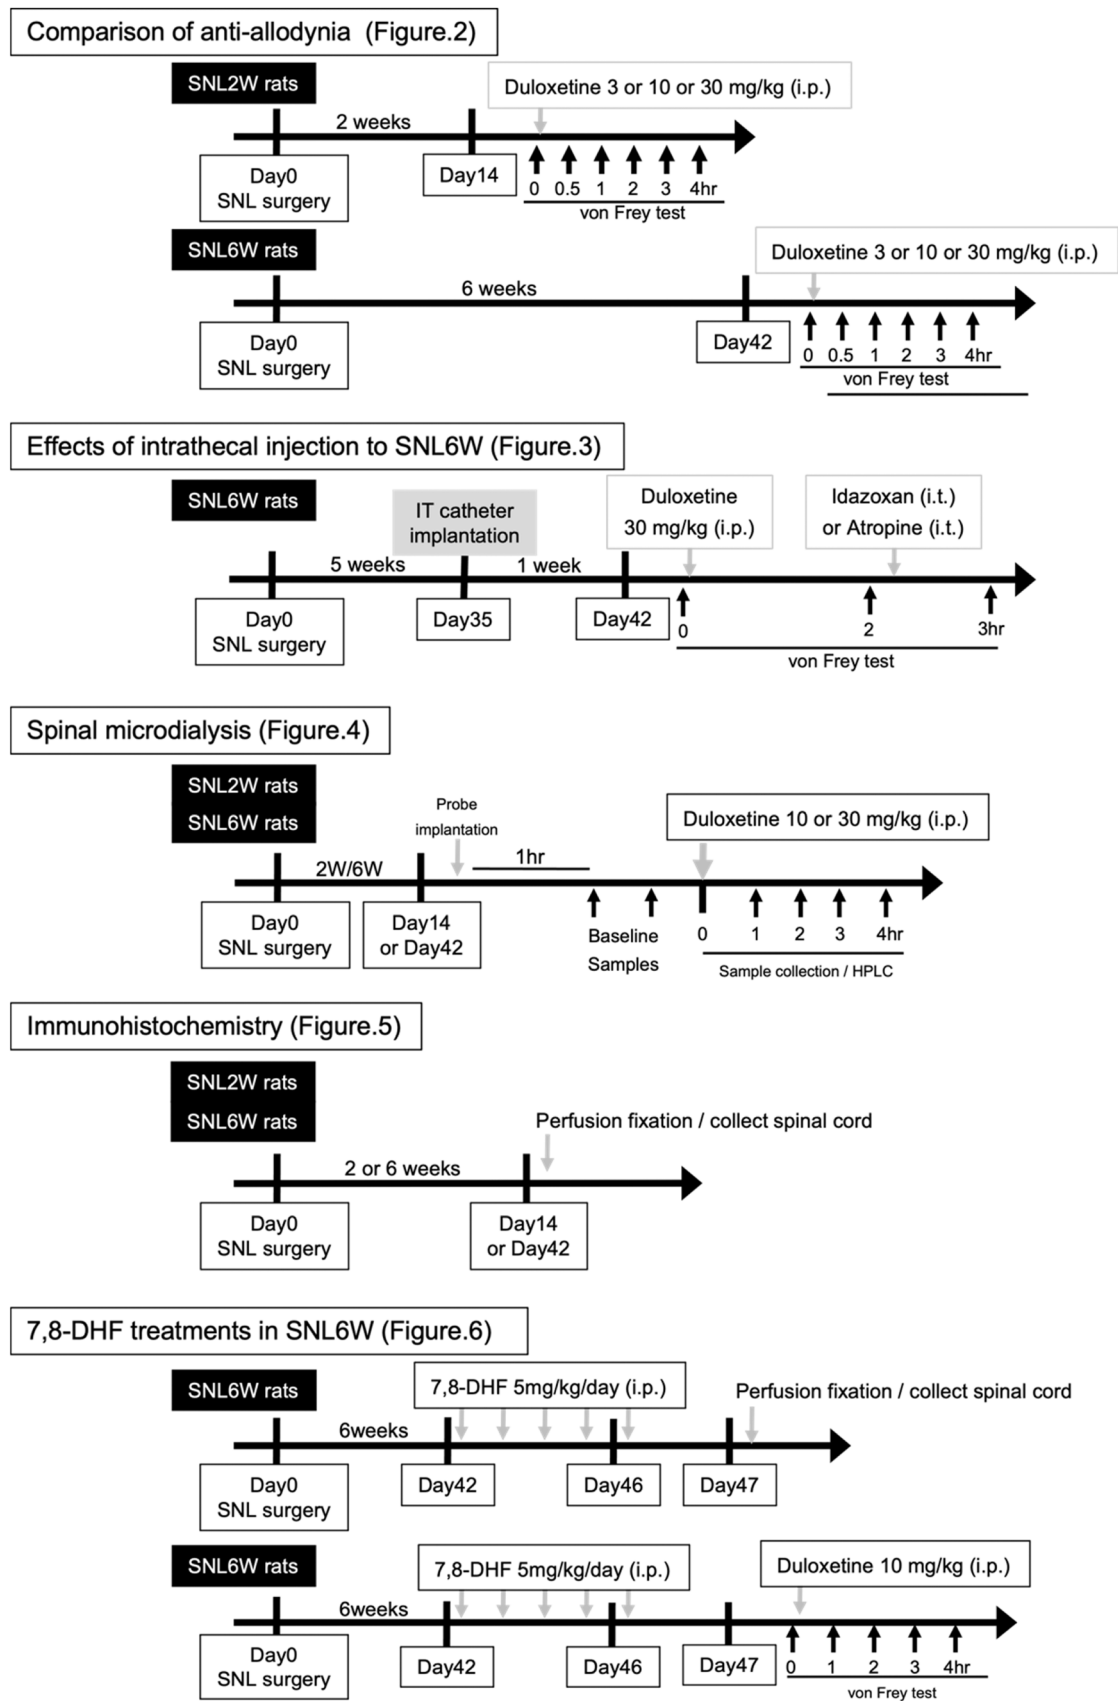 Comparison of anti-allodynia (Figure.2)
SNL2W rats
Duloxetine 3 or 10 or 30 mg/kg (i.p.)
2 weeks
Day0
SNL surgery
Day14
0 0.5 1 2 3 4hr
von Frey test
SNL6W rats
Duloxetine 3 or 10 or 30 mg/kg (i.p.)
6 weeks
Day0
SNL surgery
Day42
0 0.5 1 2 3 4hr
von Frey test
Effects of intrathecal injection to SNL6W (Figure.3)
SNL6W rats
IT catheter
implantation
Duloxetine
30 mg/kg (i.p.)
Idazoxan (i.t.)
or Atropine (i.t.)
5 weeks
1 week
Day0
SNL surgery
Day35
Day42
0 2 3hr
von Frey test
Spinal microdialysis (Figure.4)
SNL2W rats
SNL6W rats
Probe
implantation
Duloxetine 10 or 30 mg/kg (i.p.)
2W/6W
1hr
Day0
SNL surgery
Day14
or Day42
Baseline
Samples
0 1 2 3 4hr
Sample collection / HPLC
Immunohistochemistry (Figure.5)
SNL2W rats
SNL6W rats
Perfusion fixation / collect spinal cord
2 or 6 weeks
Day0
SNL surgery
Day14
or Day42
7,8-DHF treatments in SNL6W (Figure.6)
SNL6W rats
7,8-DHF 5mg/kg/day (i.p.)
Perfusion fixation / collect spinal cord
6weeks
Day0
SNL surgery
Day42
Day46
Day47
SNL6W rats
7,8-DHF 5mg/kg/day (i.p.)
Duloxetine 10 mg/kg (i.p.)
6weeks
Day0
SNL surgery
Day42
Day46
Day47
0 1 2 3 4hr
von Frey test